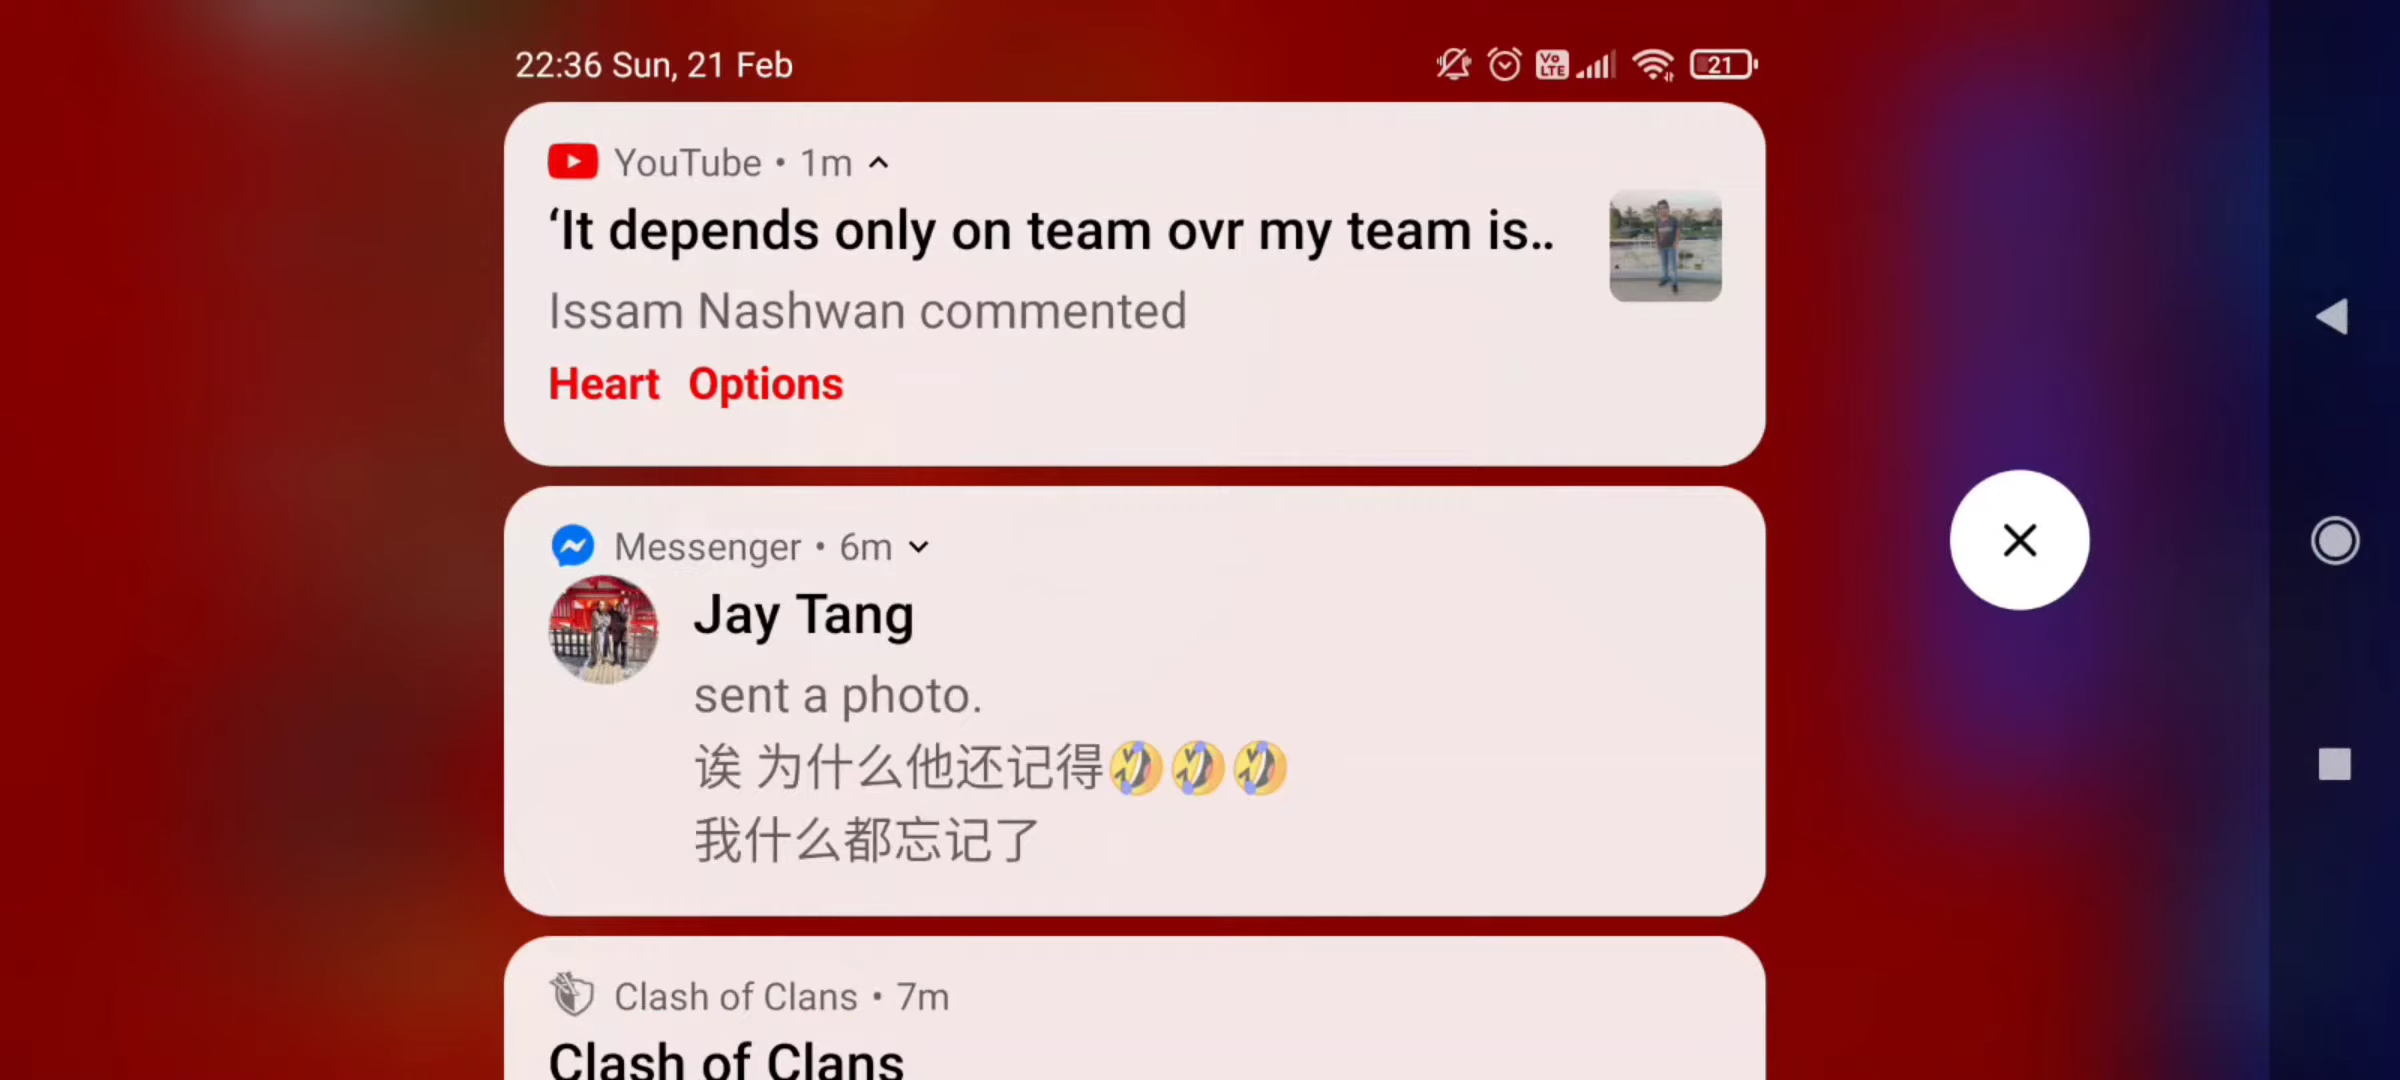 22:36 Sun, 21 Feb
Vo LTE
21
YouTube • 1m
‘It depends only on team ovr my team is..
Issam Nashwan commented
Heart Options
Messenger • 6m
Jay Tang
sent a photo.
诶 为什么他还记得🤣🤣🤣
我什么都忘记了
Clash of Clans • 7m
Clash of Clans